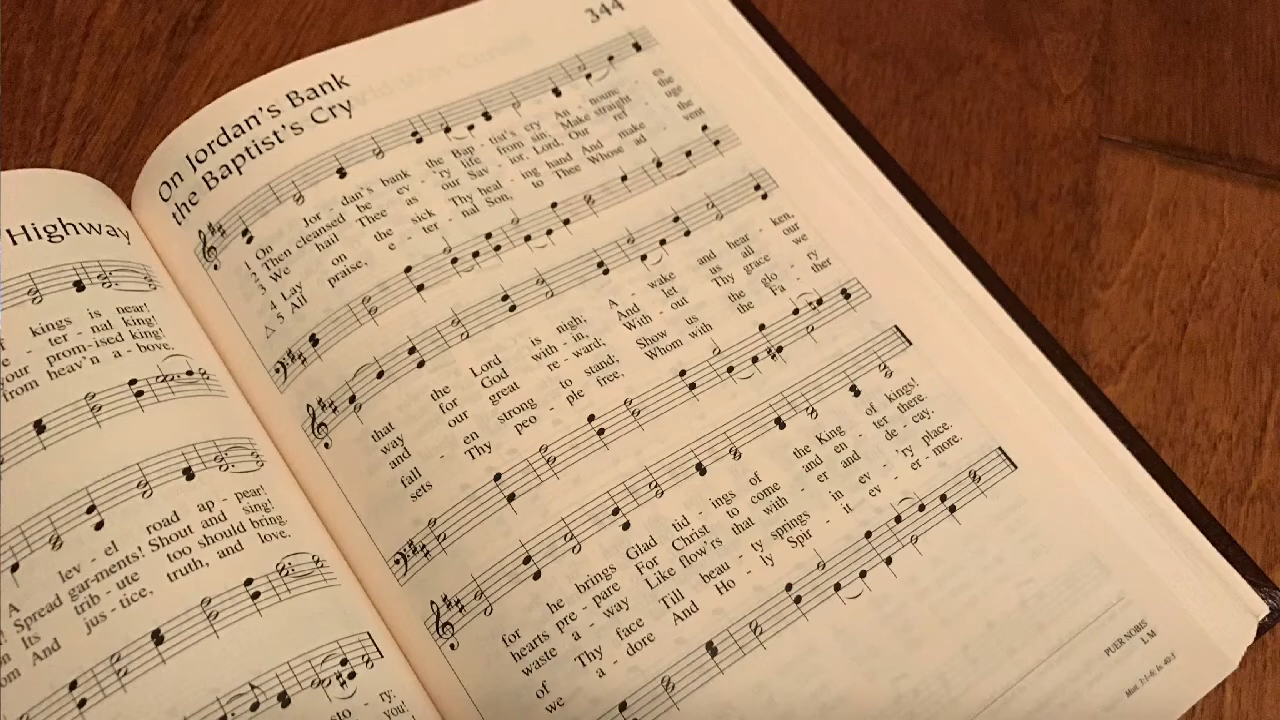 Highway
kings is near!
ter - nal king!
your prom-ised king!
from heav'n a - bove.
A lev - el road ap - pear!
Spread gar-ments! Shout and sing!
Its trib - ute too should bring.
And jus - tice, truth, and love.
ry:
you!
344
On Jordan's Bank
the Baptist's Cry
1 On Jor - dan's bank the Bap - tist's cry An - nounc - es
2 Then cleansed be ev - 'ry life from sin; Make straight the
3 We hail Thee as our Sav - ior, Lord, Our ref - uge
4 Lay on the sick Thy heal - ing hand And make the
△ 5 All praise, e - ter - nal Son, to Thee Whose ad - vent
that the Lord is nigh; A - wake and hear - ken,
way for God with - in, And let us all our
and our great re - ward; With - out Thy grace we
fall - en strong to stand; Show us the glo - ry
sets Thy peo - ple free, Whom with the Fa - ther
for he brings Glad tid - ings of the King of kings!
hearts pre - pare For Christ to come and en - ter there.
waste a - way Like flow'rs that with - er and de - cay.
of Thy face Till beau - ty springs in ev - 'ry place.
we a - dore And Ho - ly Spir - it ev - er - more.
PUER NOBIS
LM